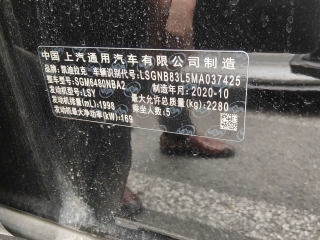 中国 上汽通用汽车有限公司制造
品牌：凯迪拉克 车辆识别代号：LSGNB83L5MA037425
整车型号：SGM6480NBA2 制造年月：2020-10
发动机型号：LSY 最大允许总质量(kg)：2280
发动机排量(mL)：1998 乘坐人数：5
发动机最大净功率(kW)：169